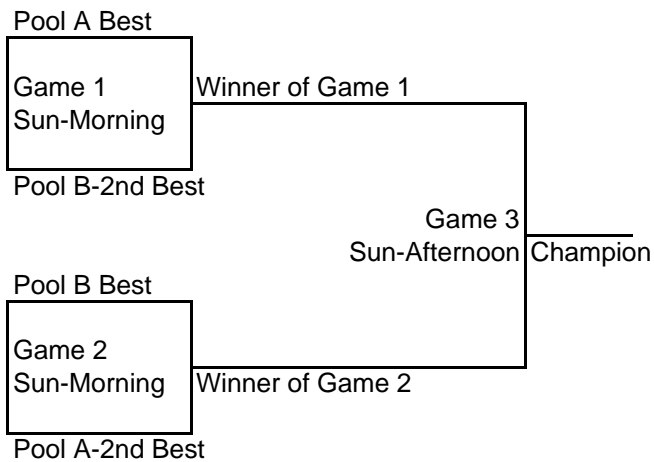 Pool A Best
Game 1
Sun-Morning
Winner of Game 1
Pool B-2nd Best
Game 3
Sun-Afternoon
Champion
Pool B Best
Game 2
Sun-Morning
Winner of Game 2
Pool A-2nd Best